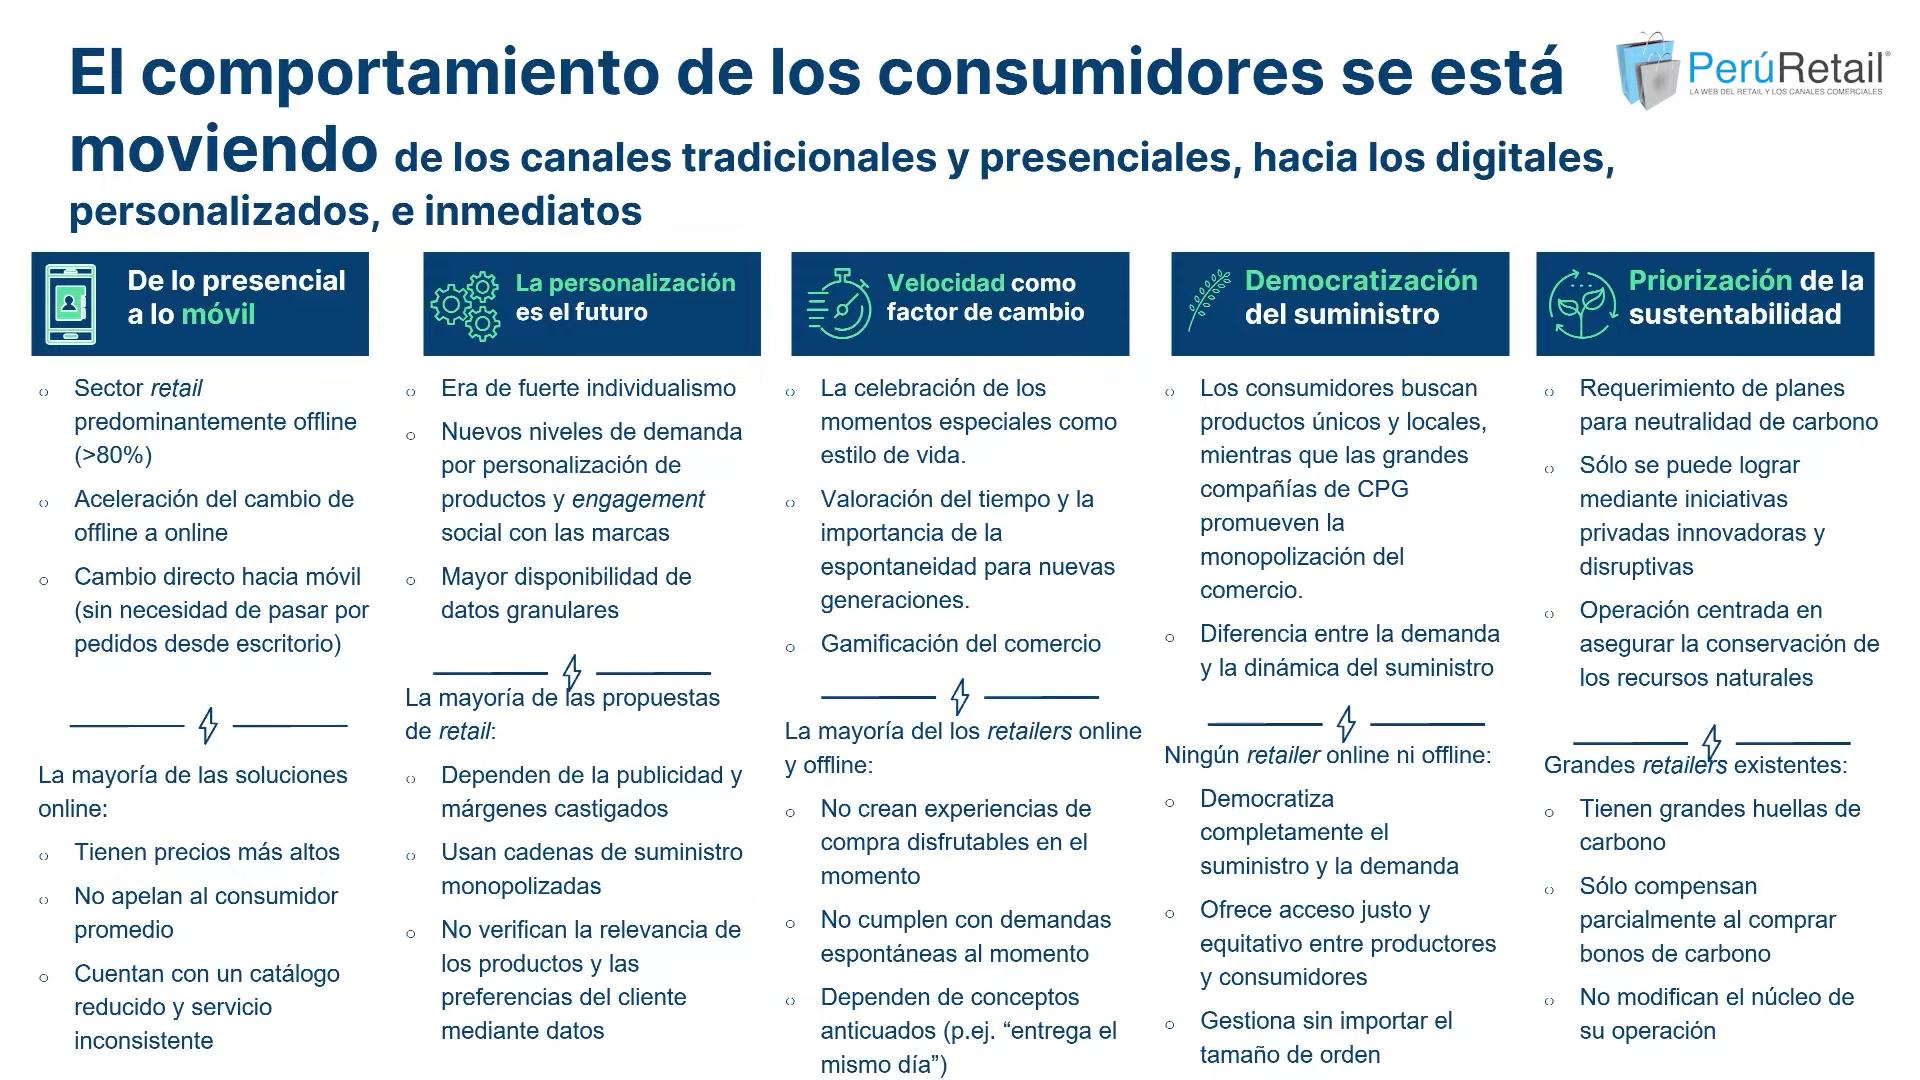 El comportamiento de los consumidores se está
moviendo de los canales tradicionales y presenciales, hacia los digitales,
personalizados, e inmediatos
PerúRetail®
LA WEB DEL RETAIL Y LOS CANALES COMERCIALES
De lo presencial
a lo móvil
Sector retail
predominantemente offline
(>80%)
Aceleración del cambio de
offline a online
Cambio directo hacia móvil
(sin necesidad de pasar por
pedidos desde escritorio)
La mayoría de las soluciones
online:
Tienen precios más altos
No apelan al consumidor
promedio
Cuentan con un catálogo
reducido y servicio
inconsistente
La personalización
es el futuro
Era de fuerte individualismo
Nuevos niveles de demanda
por personalización de
productos y engagement
social con las marcas
Mayor disponibilidad de
datos granulares
La mayoría de las propuestas
de retail:
Dependen de la publicidad y
márgenes castigados
Usan cadenas de suministro
monopolizadas
No verifican la relevancia de
los productos y las
preferencias del cliente
mediante datos
Velocidad como
factor de cambio
La celebración de los
momentos especiales como
estilo de vida.
Valoración del tiempo y la
importancia de la
espontaneidad para nuevas
generaciones.
Gamificación del comercio
La mayoría del los retailers online
y offline:
No crean experiencias de
compra disfrutables en el
momento
No cumplen con demandas
espontáneas al momento
Dependen de conceptos
anticuados (p.ej. “entrega el
mismo día”)
Democratización
del suministro
Los consumidores buscan
productos únicos y locales,
mientras que las grandes
compañías de CPG
promueven la
monopolización del
comercio.
Diferencia entre la demanda
y la dinámica del suministro
Ningún retailer online ni offline:
Democratiza
completamente el
suministro y la demanda
Ofrece acceso justo y
equitativo entre productores
y consumidores
Gestiona sin importar el
tamaño de orden
Priorización de la
sustentabilidad
Requerimiento de planes
para neutralidad de carbono
Sólo se puede lograr
mediante iniciativas
privadas innovadoras y
disruptivas
Operación centrada en
asegurar la conservación de
los recursos naturales
Grandes retailers existentes:
Tienen grandes huellas de
carbono
Sólo compensan
parcialmente al comprar
bonos de carbono
No modifican el núcleo de
su operación